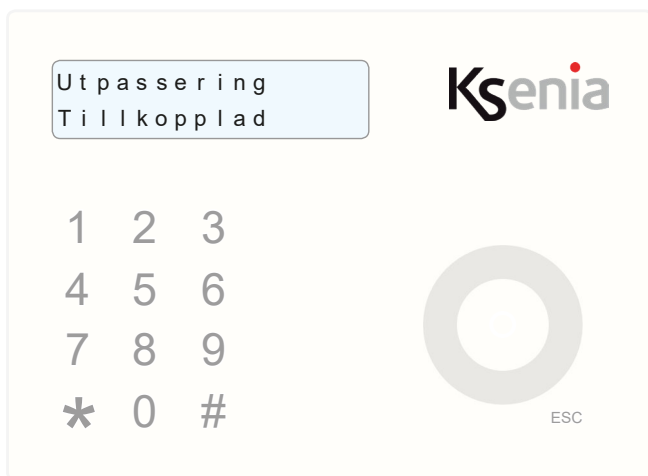 Utpassering
Tillkopplad
Ksenia
1 2 3
4 5 6
7 8 9
* 0 #
ESC